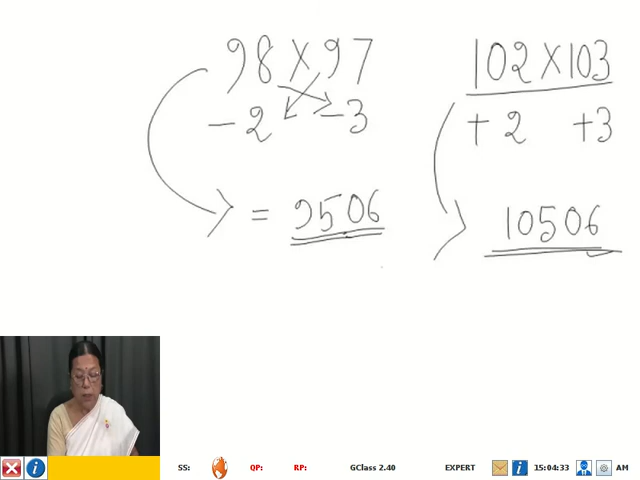 98 X 97
102 X 103
- 2 - 3
+ 2 + 3
= 9506
10506
SS: QP: RP: GClass 2.40 EXPERT 15:04:33 AM